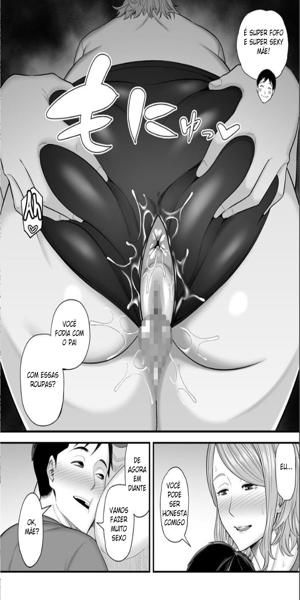 É SUPER FOFO
E SUPER SEXY
MÃE!
もにゅっ♡
VOCÊ
FODIA COM
O PAI
COM ESSAS
ROUPAS?
EU...
VOCÊ
PODE
SER
HONESTA
COMIGO
DE
AGORA
EM
DIANTE
VAMOS
FAZER
MUITO
SEXO
OK,
MÃE?